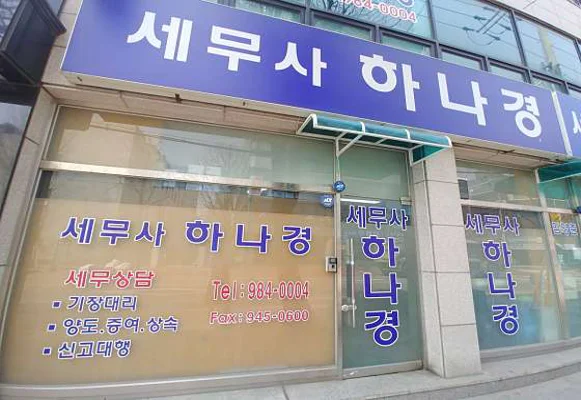 984-0004
세무사 하나경
세무사 하나경
세무상담
▪ 기장대리
▪ 양도.증여.상속
▪ 신고대행
Tel:984-0004
Fax:945-0600
세무사
하나경
세무사
하나경